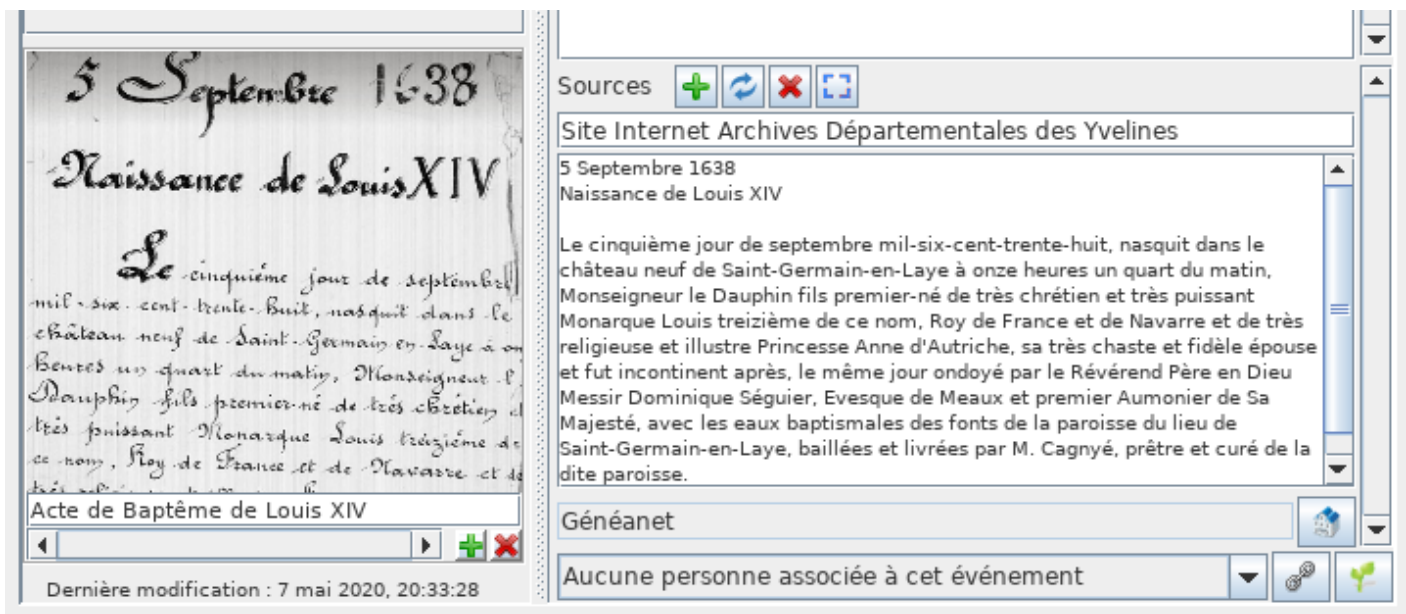 5 Septembre 1638
Naissance de Louis XIV
Le cinquième jour de septembre
mil-six-cent-trente-huit, nasquit dans le
château neuf de Saint-Germain-en-Laye à on
heures un quart du matin, Monseigneur l
Dauphin fils premier-né de très chrétien et
très puissant Monarque Louis treizième de
ce nom, Roy de France et de Navarre et de
Acte de Baptême de Louis XIV
Dernière modification : 7 mai 2020, 20:33:28
Sources
Site Internet Archives Départementales des Yvelines
5 Septembre 1638
Naissance de Louis XIV
Le cinquième jour de septembre mil-six-cent-trente-huit, nasquit dans le
château neuf de Saint-Germain-en-Laye à onze heures un quart du matin,
Monseigneur le Dauphin fils premier-né de très chrétien et très puissant
Monarque Louis treizième de ce nom, Roy de France et de Navarre et de très
religieuse et illustre Princesse Anne d'Autriche, sa très chaste et fidèle épouse
et fut incontinent après, le même jour ondoyé par le Révérend Père en Dieu
Messir Dominique Séguier, Evesque de Meaux et premier Aumonier de Sa
Majesté, avec les eaux baptismales des fonts de la paroisse du lieu de
Saint-Germain-en-Laye, baillées et livrées par M. Cagnyé, prêtre et curé de la
dite paroisse.
Généanet
Aucune personne associée à cet événement